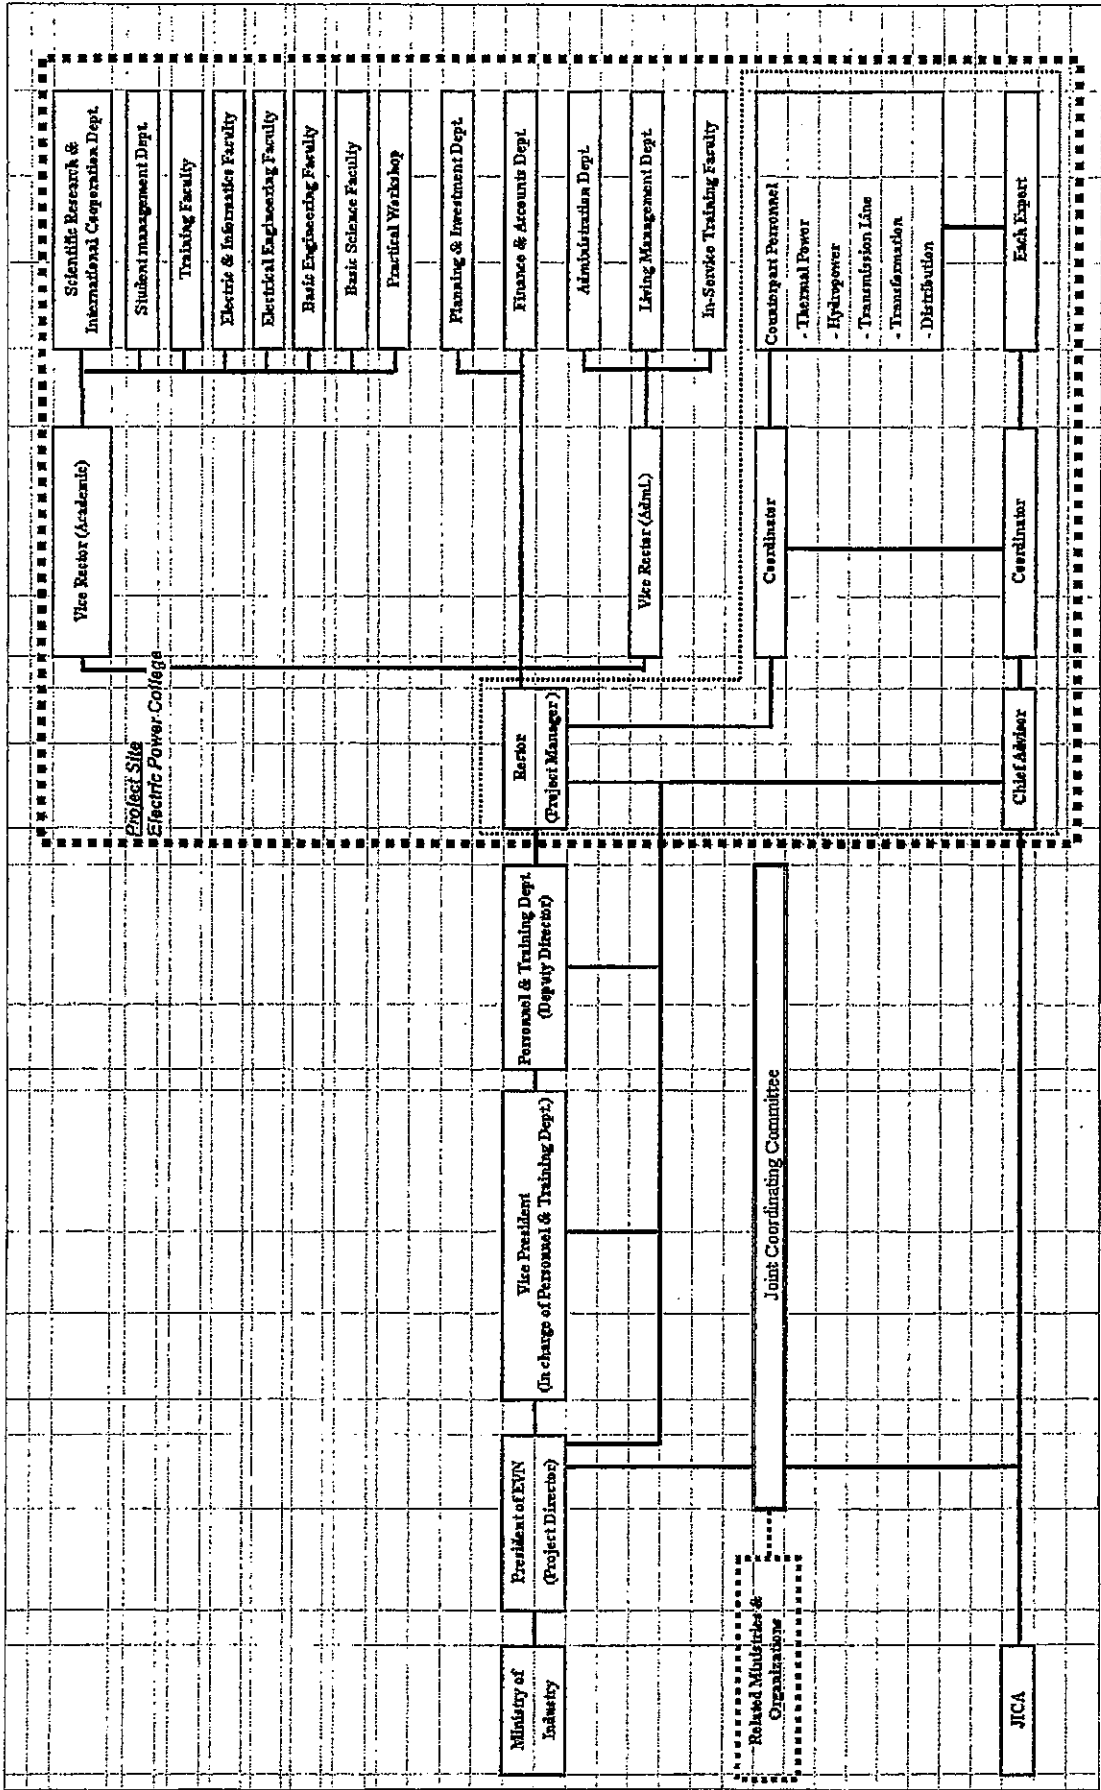 Ministry of
Industry
President of EVN
(Project Director)
Vice President
(In charge of Personnel & Training Dept.)
Personnel & Training Dept.
(Deputy Director)
Rector
(Project Manager)
Project Site
Electric Power College
Vice Rector (Academic)
Scientific Research &
International Cooperation Dept.
Student management Dept.
Training Faculty
Electric & Informatics Faculty
Electrical Engineering Faculty
Basic Engineering Faculty
Basic Science Faculty
Practical Workshop
Planning & Investment Dept.
Finance & Accounts Dept
Vice Rector (Admi.)
Administration Dept.
Living Management Dept.
In-Service Training Faculty
Related Ministries &
Organizations
Joint Coordinating Committee
Coordinator
Counterpart Personnel
- Thermal Power
- Hydropower
- Transmission Line
- Transformation
- Distribution
JICA
Chief Advisor
Coordinator
Each Expert